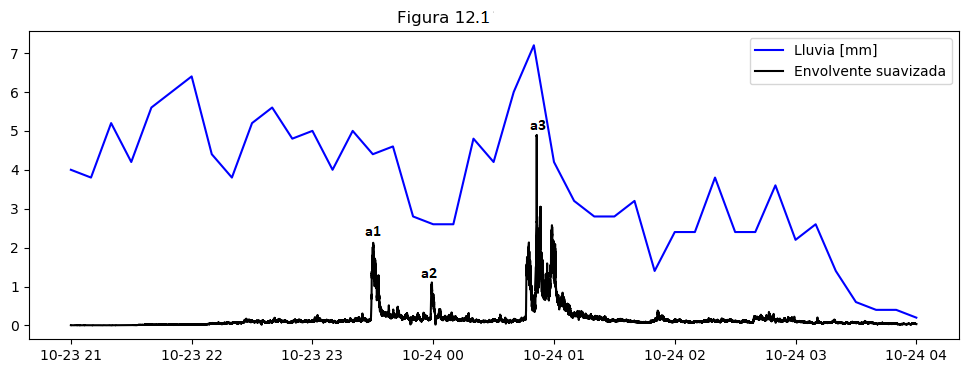 Figura 12.1
Lluvia [mm]
Envolvente suavizada
7
6
5
4
3
2
1
0
a1
a2
a3
10-23 21
10-23 22
10-23 23
10-24 00
10-24 01
10-24 02
10-24 03
10-24 04